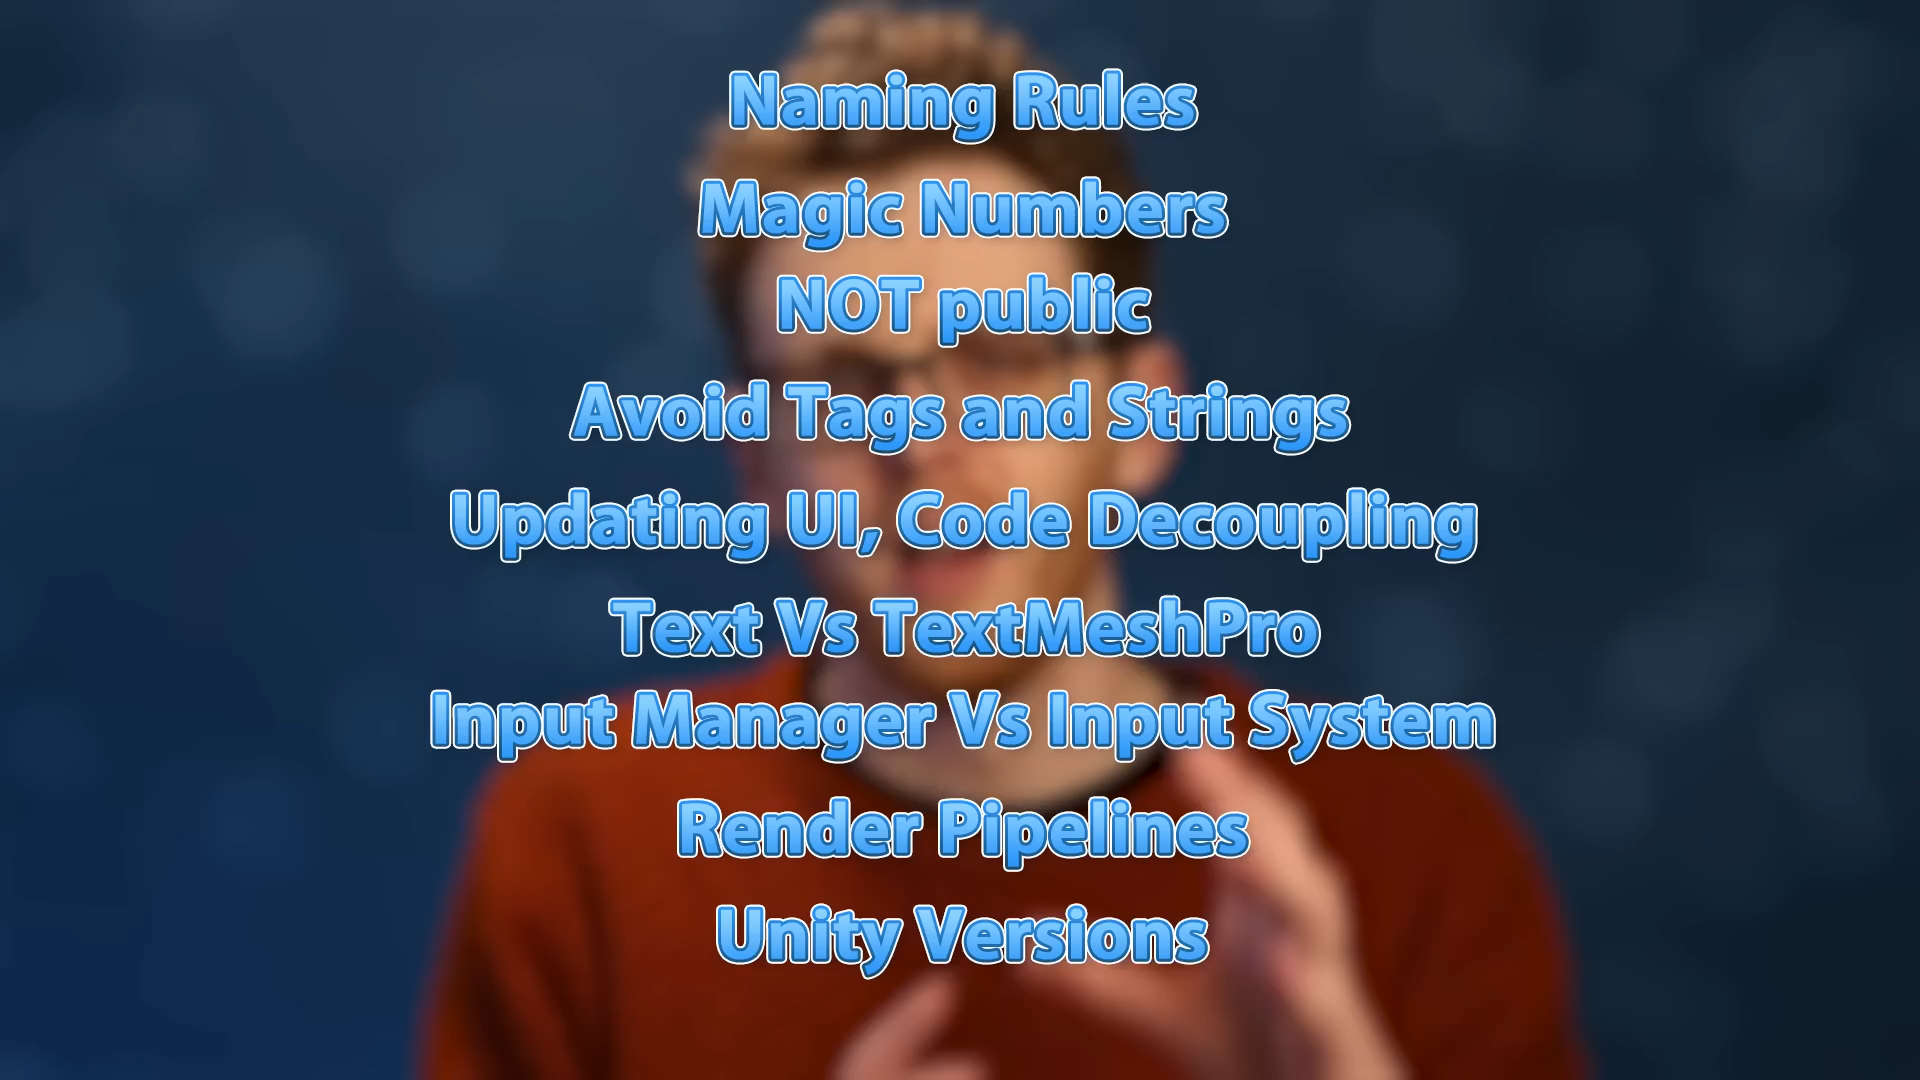 Naming Rules
Magic Numbers
NOT public
Avoid Tags and Strings
Updating UI, Code Decoupling
Text Vs TextMeshPro
Input Manager Vs Input System
Render Pipelines
Unity Versions